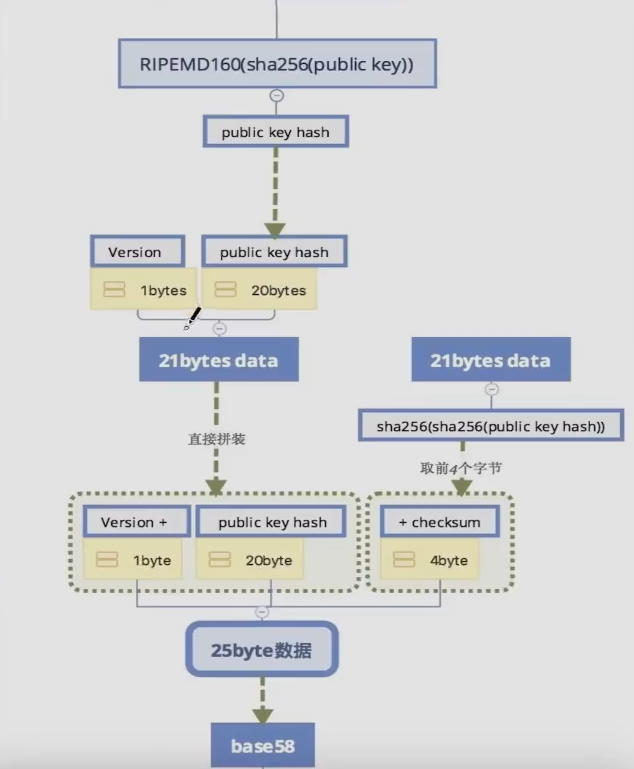 RIPEMD160(sha256(public key))
public key hash
Version
public key hash
1bytes
20bytes
21bytes data
21bytes data
sha256(sha256(public key hash))
直接拼装
取前4个字节
Version +
public key hash
+ checksum
1byte
20byte
4byte
25byte数据
base58